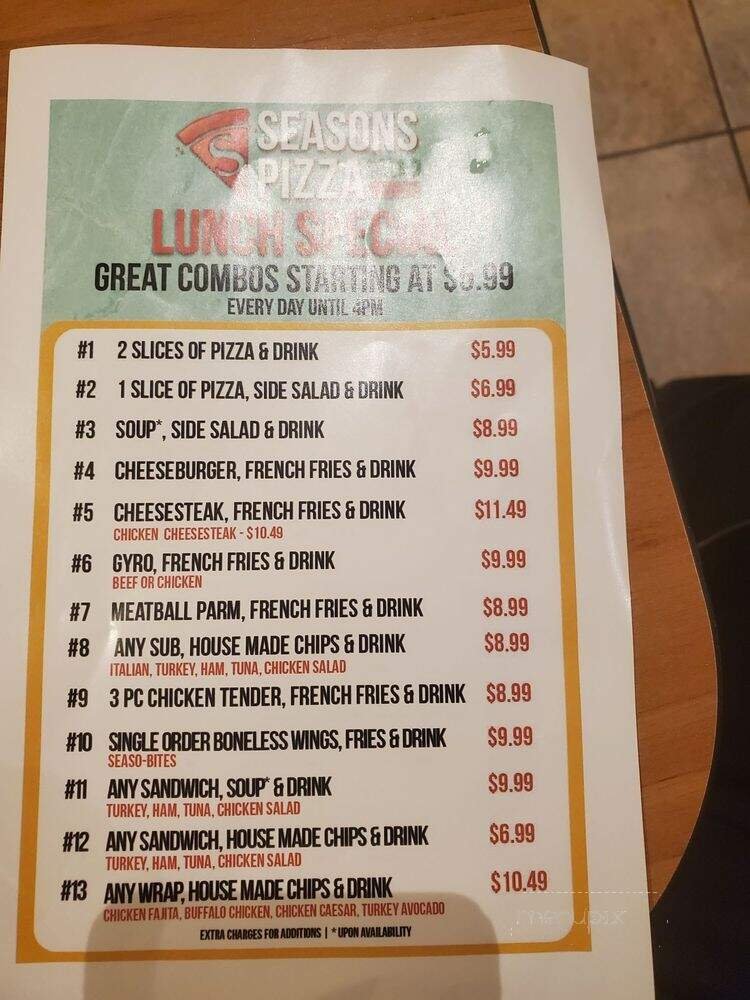 S
SEASONS
PIZZA
LUNCH SPECIALS
GREAT COMBOS STARTING AT $5.99
EVERY DAY UNTIL 4PM
#1 2 SLICES OF PIZZA & DRINK $5.99
#2 1 SLICE OF PIZZA, SIDE SALAD & DRINK $6.99
#3 SOUP*, SIDE SALAD & DRINK $8.99
#4 CHEESEBURGER, FRENCH FRIES & DRINK $9.99
#5 CHEESESTEAK, FRENCH FRIES & DRINK $11.49
CHICKEN CHEESESTEAK - $10.49
#6 GYRO, FRENCH FRIES & DRINK $9.99
BEEF OR CHICKEN
#7 MEATBALL PARM, FRENCH FRIES & DRINK $8.99
#8 ANY SUB, HOUSE MADE CHIPS & DRINK $8.99
ITALIAN, TURKEY, HAM, TUNA, CHICKEN SALAD
#9 3 PC CHICKEN TENDER, FRENCH FRIES & DRINK $8.99
#10 SINGLE ORDER BONELESS WINGS, FRIES & DRINK $9.99
SEASO-BITES
#11 ANY SANDWICH, SOUP* & DRINK $9.99
TURKEY, HAM, TUNA, CHICKEN SALAD
#12 ANY SANDWICH, HOUSE MADE CHIPS & DRINK $6.99
TURKEY, HAM, TUNA, CHICKEN SALAD
#13 ANY WRAP, HOUSE MADE CHIPS & DRINK $10.49
CHICKEN FAJITA, BUFFALO CHICKEN, CHICKEN CAESAR, TURKEY AVOCADO
EXTRA CHARGES FOR ADDITIONS | * UPON AVAILABILITY
menupix